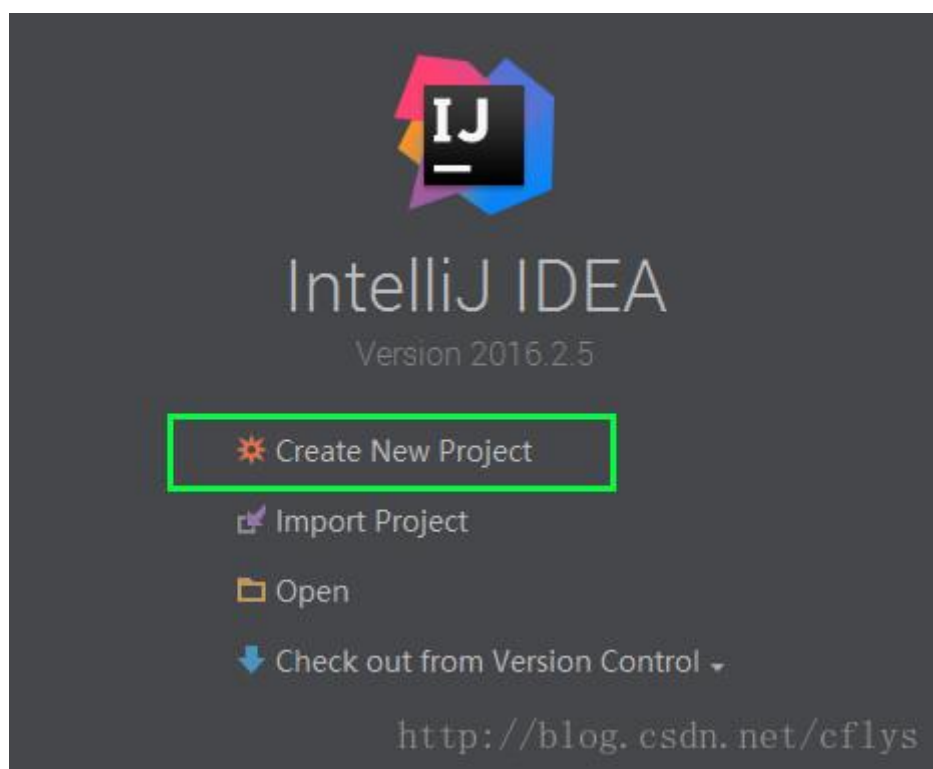 IJ
IntelliJ IDEA
Version 2016.2.5
Create New Project
Import Project
Open
Check out from Version Control
http://blog.csdn.net/cflys